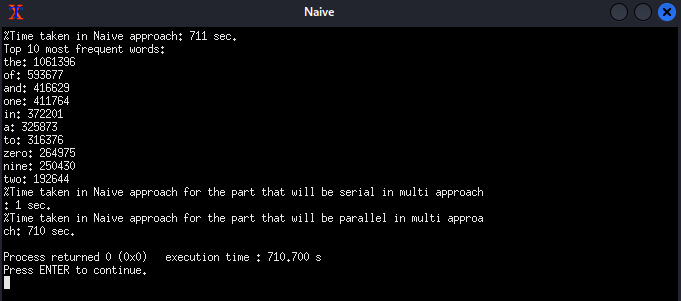 Naive
%Time taken in Naive approach: 711 sec.
Top 10 most frequent words:
the: 1061396
of: 593677
and: 416629
one: 411764
in: 372201
a: 325873
to: 316376
zero: 264975
nine: 250430
two: 192644
%Time taken in Naive approach for the part that will be serial in multi approach
: 1 sec.
%Time taken in Naive approach for the part that will be parallel in multi approa
ch: 710 sec.
Process returned 0 (0x0)   execution time : 710.700 s
Press ENTER to continue.